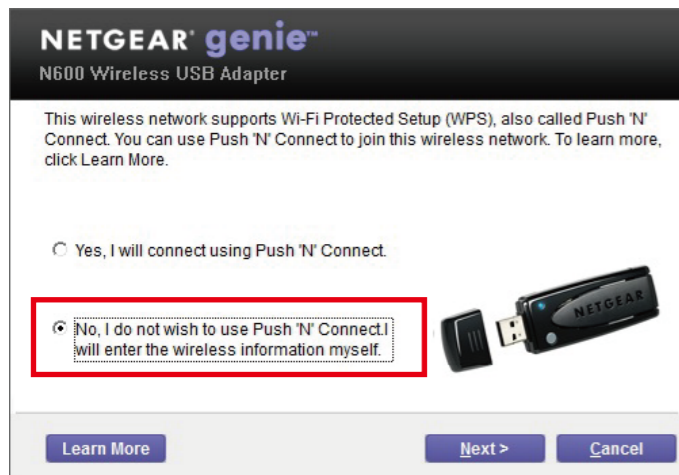 NETGEAR® genie™
N600 Wireless USB Adapter
This wireless network supports Wi-Fi Protected Setup (WPS), also called Push 'N'
Connect. You can use Push 'N' Connect to join this wireless network. To learn more,
click Learn More.
Yes, I will connect using Push 'N' Connect.
No, I do not wish to use Push 'N' Connect.I
will enter the wireless information myself.
NETGEAR
Learn More
Next >
Cancel